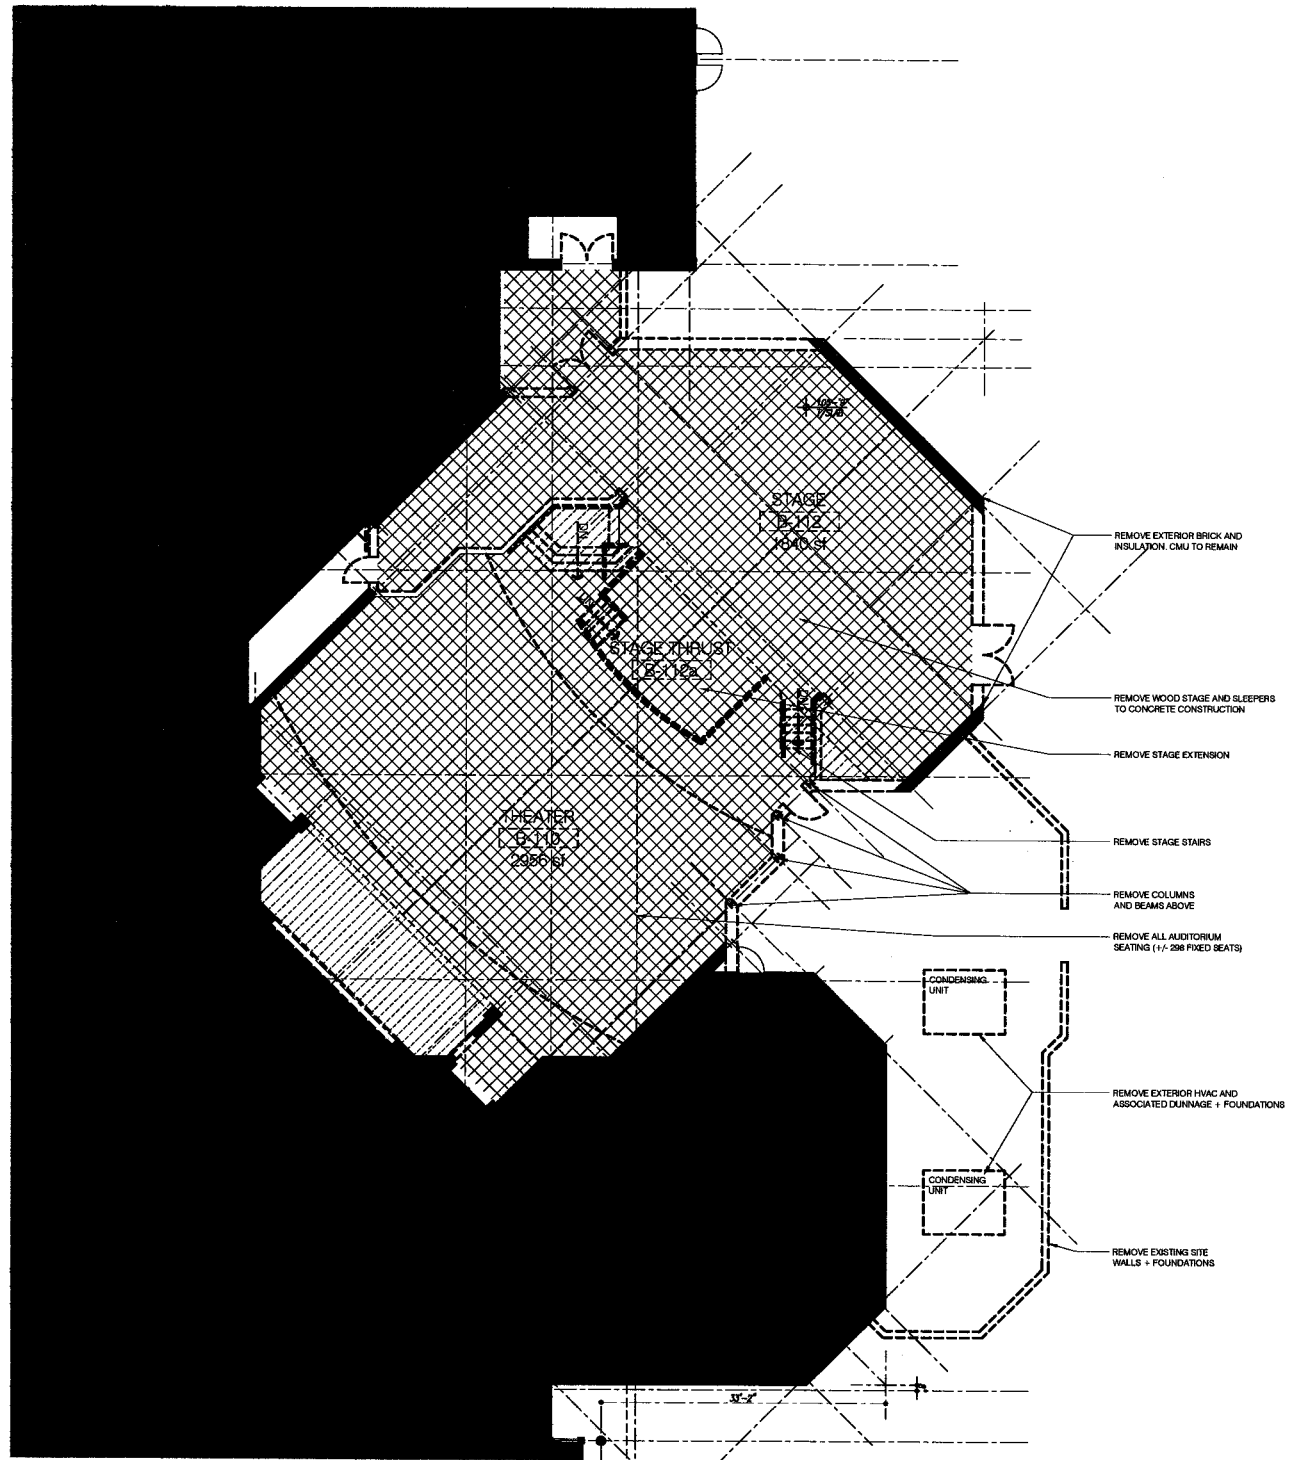 STAGE
B-112
1840 sf
REMOVE EXTERIOR BRICK AND
INSULATION. CMU TO REMAIN
DN
STAGE THRUST
B-112a
REMOVE WOOD STAGE AND SLEEPERS
TO CONCRETE CONSTRUCTION
REMOVE STAGE EXTENSION
THEATER
B-110
2956 sf
REMOVE STAGE STAIRS
REMOVE COLUMNS
AND BEAMS ABOVE
REMOVE ALL AUDITORIUM
SEATING (+/- 298 FIXED SEATS)
CONDENSING
UNIT
REMOVE EXTERIOR HVAC AND
ASSOCIATED DUNNAGE + FOUNDATIONS
CONDENSING
UNIT
REMOVE EXISTING SITE
WALLS + FOUNDATIONS
33'-2"